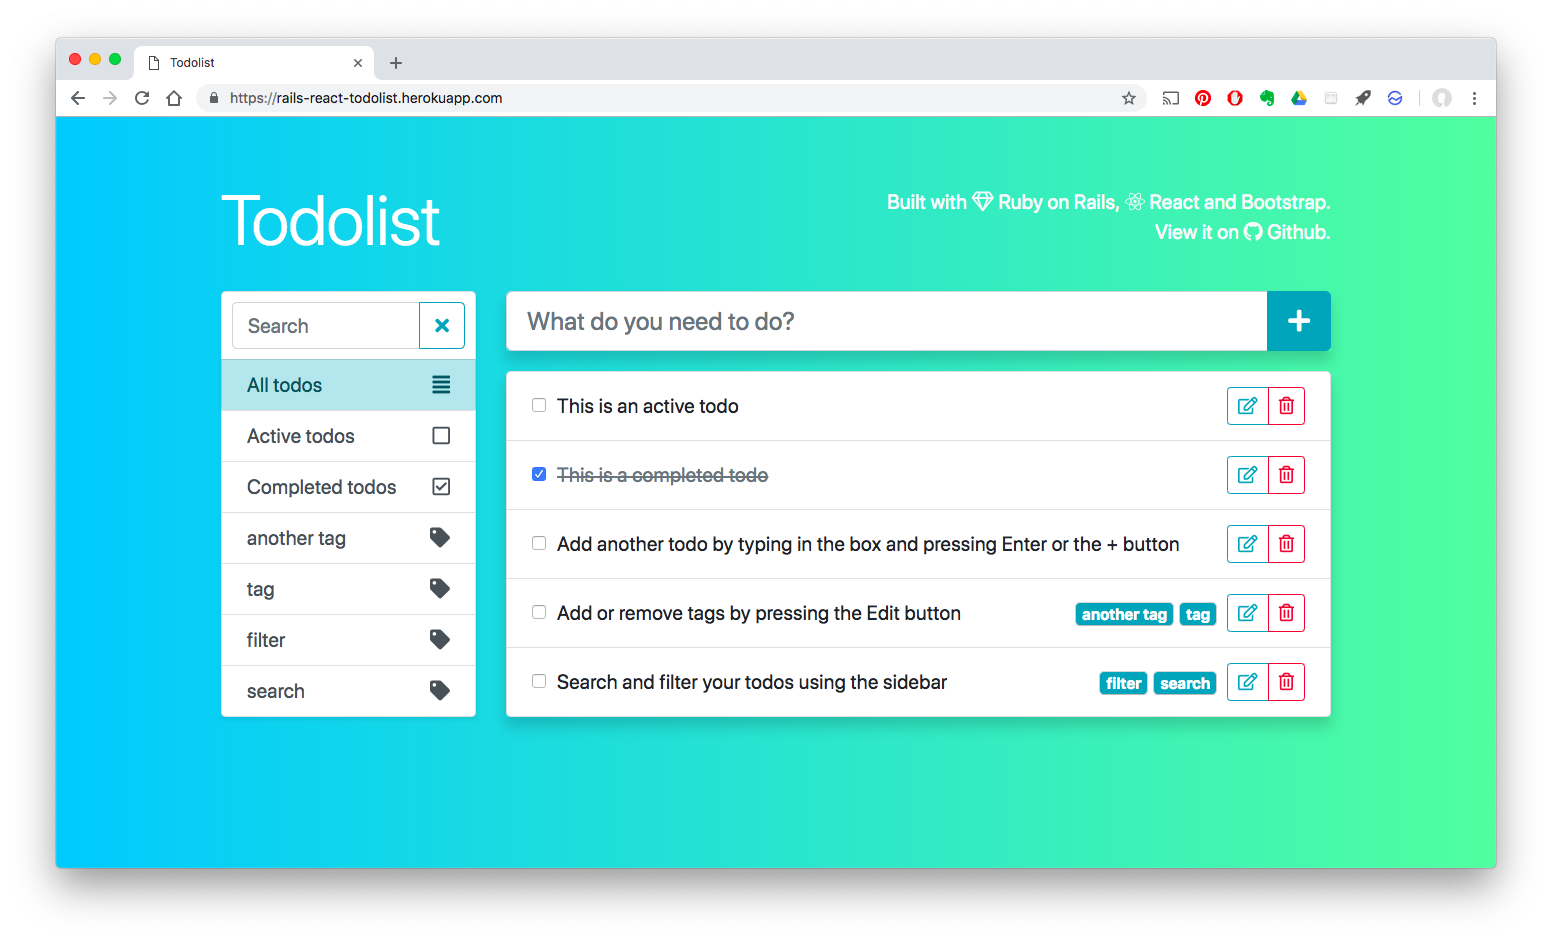 Todolist
https://rails-react-todolist.herokuapp.com
Todolist
Built with Ruby on Rails, React and Bootstrap.
View it on Github.
Search
All todos
Active todos
Completed todos
another tag
tag
filter
search
What do you need to do?
This is an active todo
This is a completed todo
Add another todo by typing in the box and pressing Enter or the + button
Add or remove tags by pressing the Edit button another tag tag
Search and filter your todos using the sidebar filter search